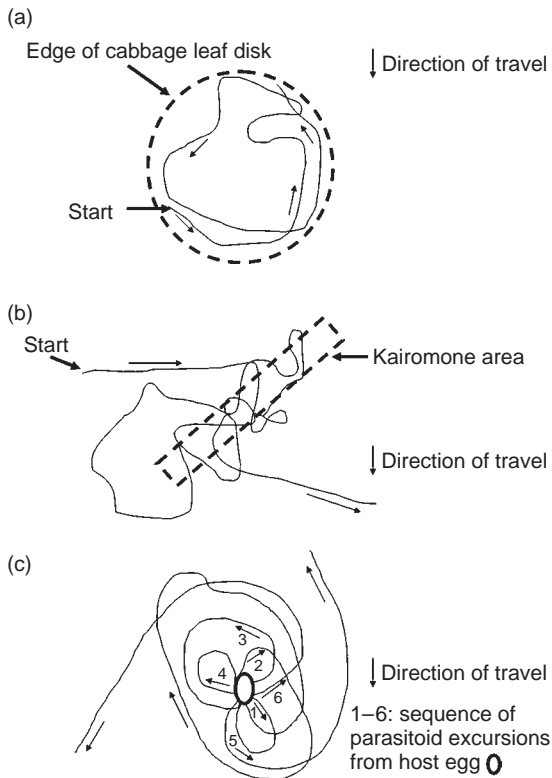 (a)
Edge of cabbage leaf disk
Direction of travel
Start
(b)
Start
Kairomone area
Direction of travel
(c)
3
2
4
Direction of travel
6
1
1–6: sequence of
5
parasitoid excursions
from host egg